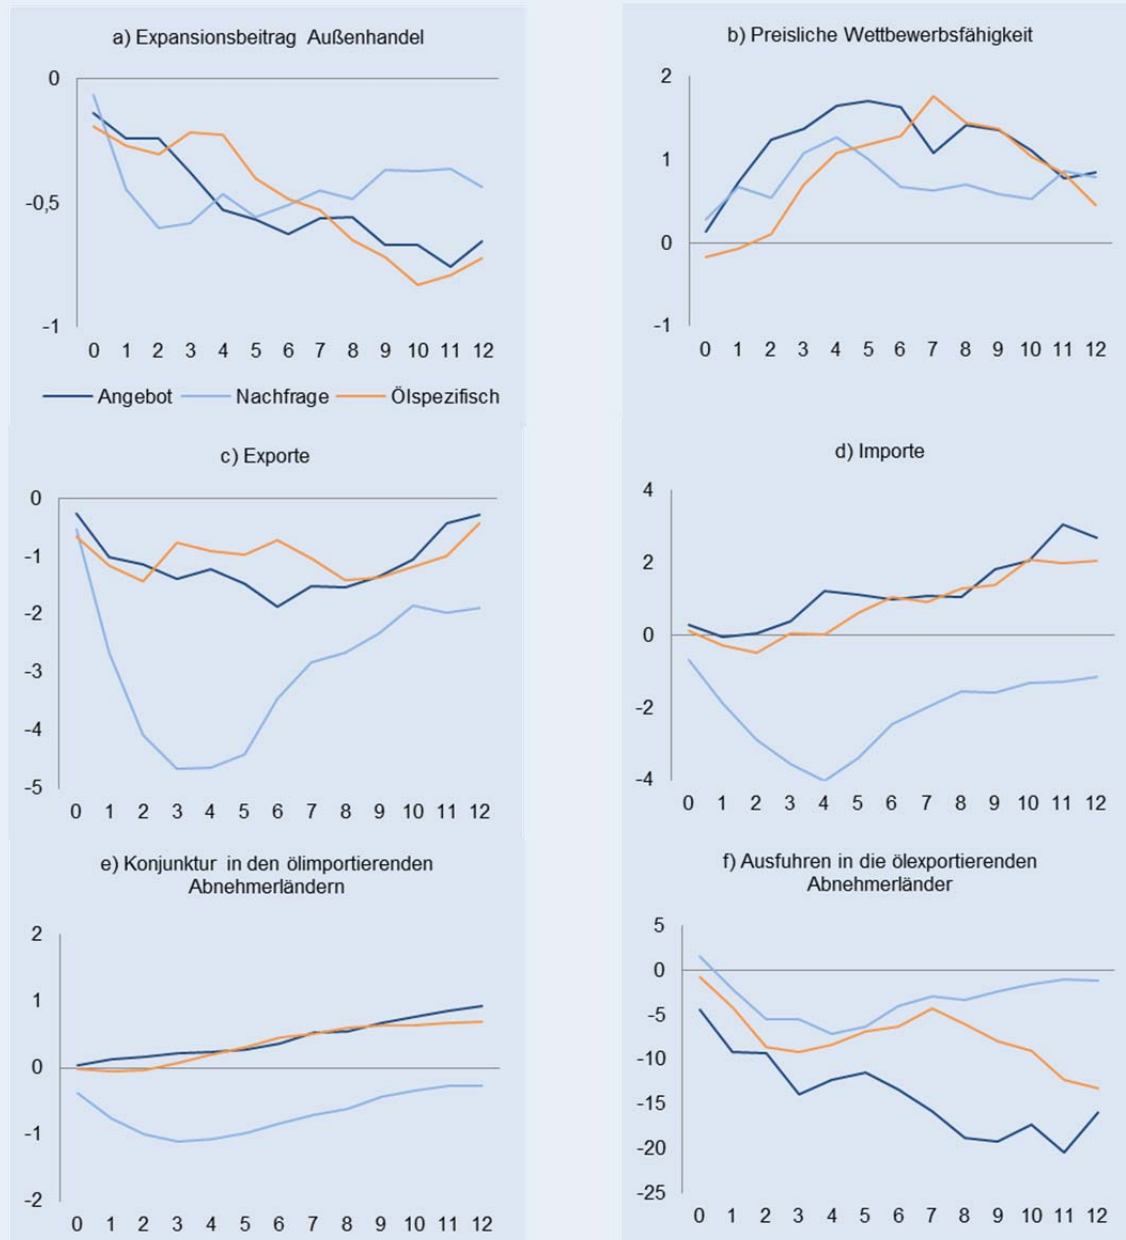 a) Expansionsbeitrag Außenhandel
0
-0,5
-1
0 1 2 3 4 5 6 7 8 9 10 11 12
Angebot Nachfrage Ölspezifisch
b) Preisliche Wettbewerbsfähigkeit
2
1
0
-1
0 1 2 3 4 5 6 7 8 9 10 11 12
c) Exporte
0
-1
-2
-3
-4
-5
0 1 2 3 4 5 6 7 8 9 10 11 12
d) Importe
4
2
0
-2
-4
0 1 2 3 4 5 6 7 8 9 10 11 12
e) Konjunktur in den ölimportierenden
Abnehmerländern
2
1
0
-1
-2
0 1 2 3 4 5 6 7 8 9 10 11 12
f) Ausfuhren in die ölexportierenden
Abnehmerländer
5
0
-5
-10
-15
-20
-25
0 1 2 3 4 5 6 7 8 9 10 11 12